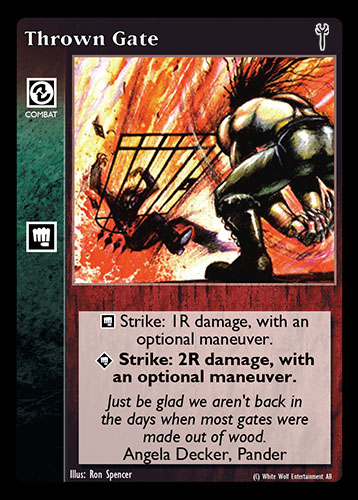 Thrown Gate
COMBAT
Strike: 1R damage, with an
optional maneuver.
Strike: 2R damage, with
an optional maneuver.
Just be glad we aren't back in
the days when most gates were
made out of wood.
Angela Decker, Pander
Illus: Ron Spencer
(C) White Wolf Entertainment AB